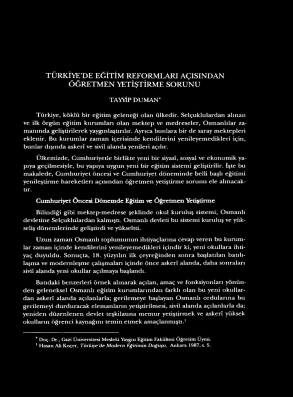 TÜRKİYE'DE EĞİTİM REFORMLARI AÇISINDAN
ÖĞRETMEN YETİŞTİRME SORUNU
TAYYİP DUMAN*
Türkiye, köklü bir eğitim geleneği olan ülkedir. Selçuklulardan alınan
ve ilk örgün eğitim kurumları olan mektep ve medreseler, Osmanlılar za-
manında geliştirilerek yaygınlaştırılır. Ayrıca bunlara bir de saray mektepleri
eklenir. Bu kurumlar zaman içerisinde kendilerini yenileyemedikleri için,
bunlar dışında askerî ve sivil alanda yenileri açılır.
Ülkemizde, Cumhuriyetle birlikte yeni bir siyasî, sosyal ve ekonomik ya-
pıya geçilmesiyle, bu yapıya uygun yeni bir eğitim sistemi geliştirilir. İşte bu
makalede, Cumhuriyet öncesi ve Cumhuriyet döneminde belli başlı eğitimi
yenileştirme hareketleri açısından öğretmen yetiştirme sorunu ele alınacak-
tır.
Cumhuriyet Öncesi Dönemde Eğitim ve Öğretmen Yetiştirme
Bilindiği gibi mektep-medrese şeklinde okul kuruluş sistemi, Osmanlı
devletine Selçuklulardan kalmıştı. Osmanlı devleti bu sistemi kuruluş ve yük-
seliş dönemlerinde geliştirdi ve yükseltti.
Uzun zaman Osmanlı toplumunun ihtiyaçlarına cevap veren bu kurum-
lar zaman içinde kendilerini yenileyemedikleri içindir ki, yeni okullara ihti-
yaç duyuldu. Sonuçta, 18. yüzyılın ilk çeyreğinden sonra başlatılan batılı-
laşma ve modernleşme çalışmaları içinde önce askerî alanda, daha sonraları
sivil alanda yeni okullar açılmaya başlandı.
Batıdaki benzerleri örnek alınarak açılan, amaç ve fonksiyonları yönün-
den geleneksel Osmanlı eğitim kurumlarından farklı olan bu yeni okullar-
dan askerî alanda açılanlarla; gerilemeye başlayan Osmanlı ordularına bu
gerilemeyi durduracak elemanların yetiştirilmesi, sivil alanda açılanlarla da;
yeniden düzenlenen devlet teşkilatına memur yetiştirmek ve askerî yüksek
okulların öğrenci kaynağını temin etmek amaçlanmıştı.¹
* Doç. Dr., Gazi Üniversitesi Mesleki Yaygın Eğitim Fakültesi Öğretim Üyesi.
¹ Hasan Ali Koçer, Türkiye'de Modern Eğitimin Doğuşu, Ankara 1987, s. 5.